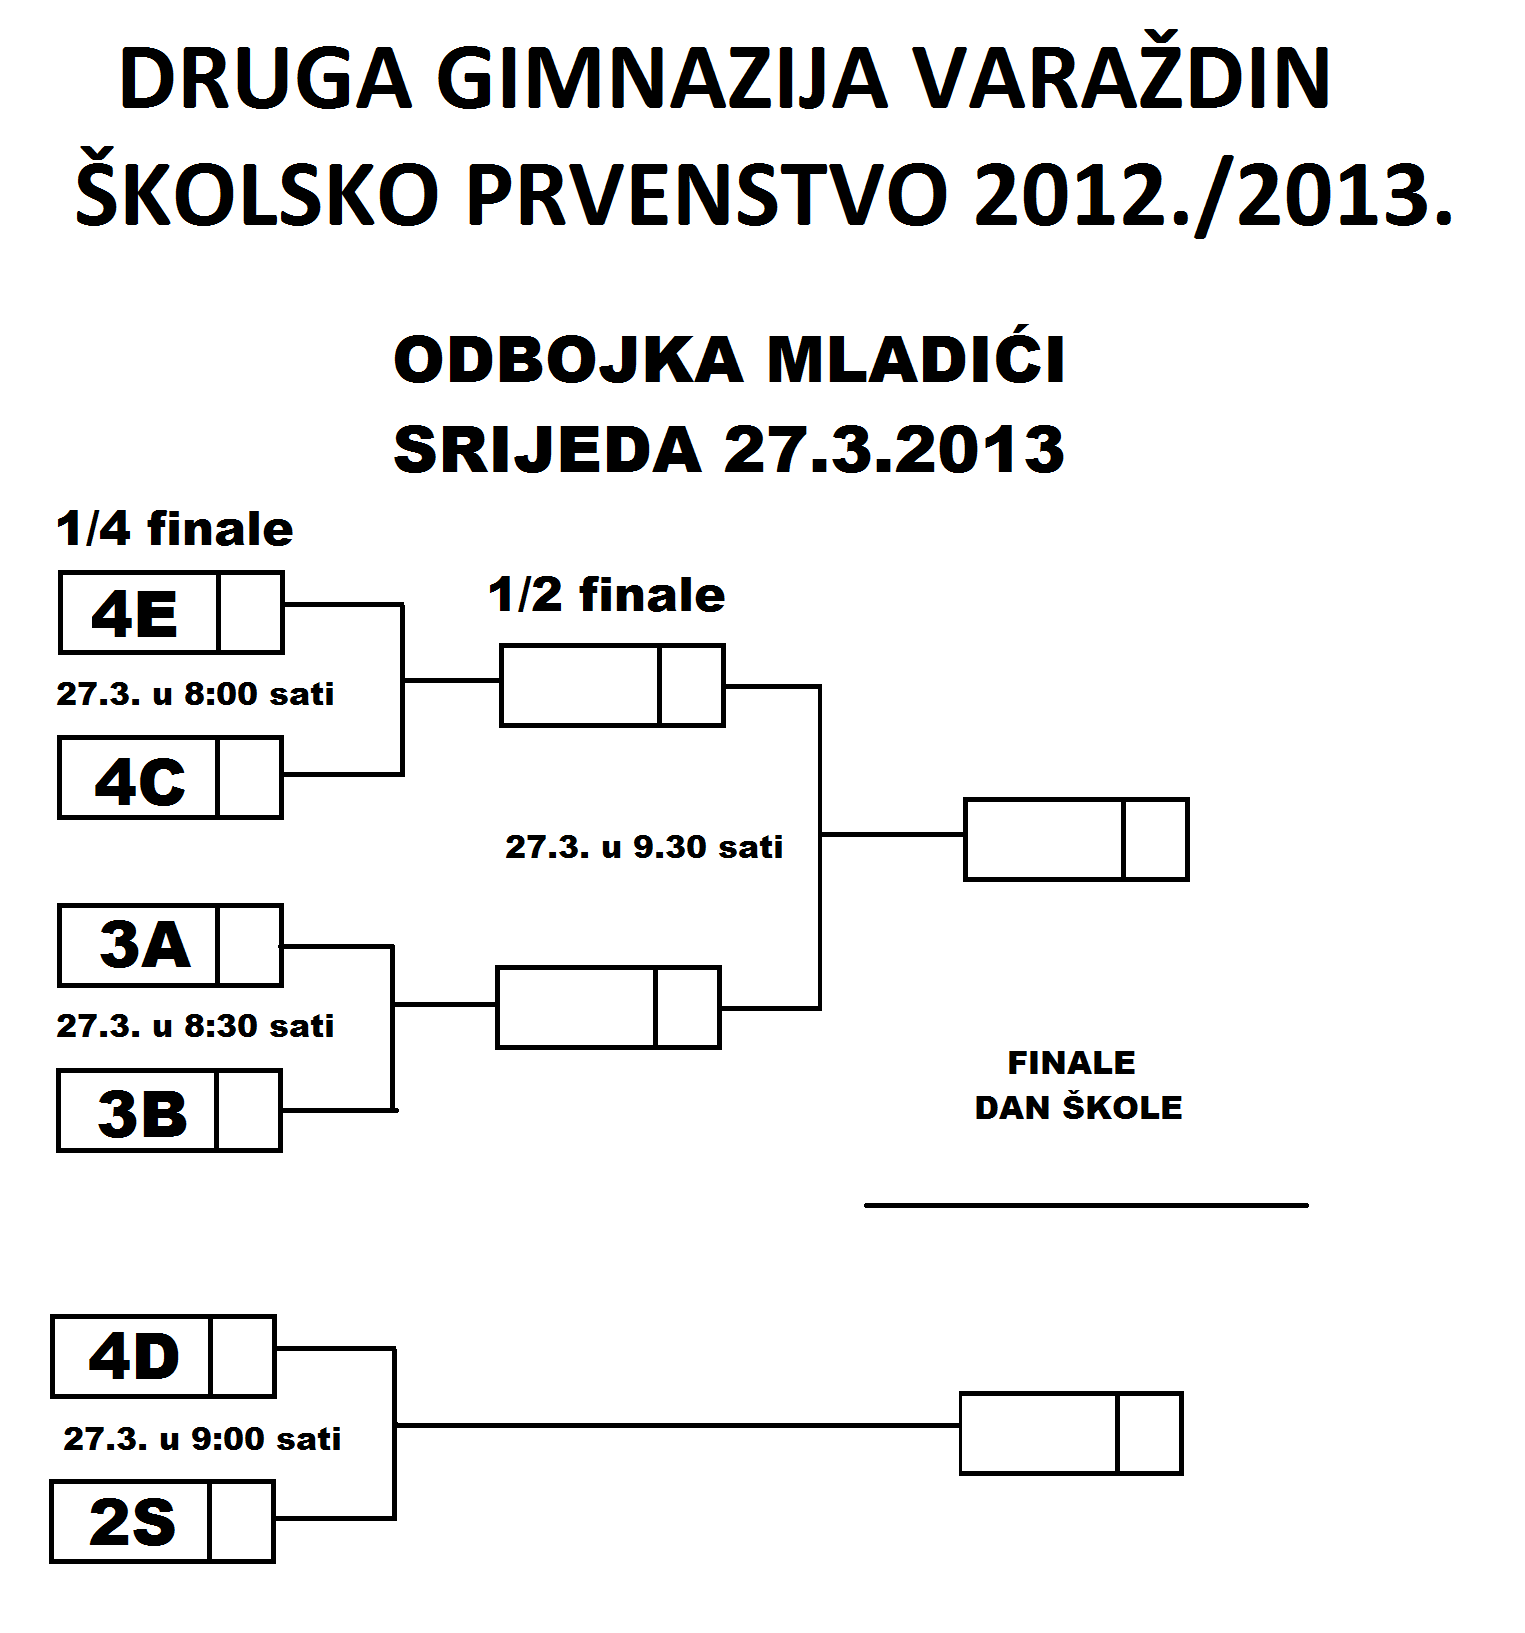 DRUGA GIMNAZIJA VARAŽDIN
ŠKOLSKO PRVENSTVO 2012./2013.
ODBOJKA MLADIĆI
SRIJEDA 27.3.2013
1/4 finale
1/2 finale
4E
27.3. u 8:00 sati
4C
27.3. u 9.30 sati
3A
27.3. u 8:30 sati
3B
FINALE
DAN ŠKOLE
4D
27.3. u 9:00 sati
2S